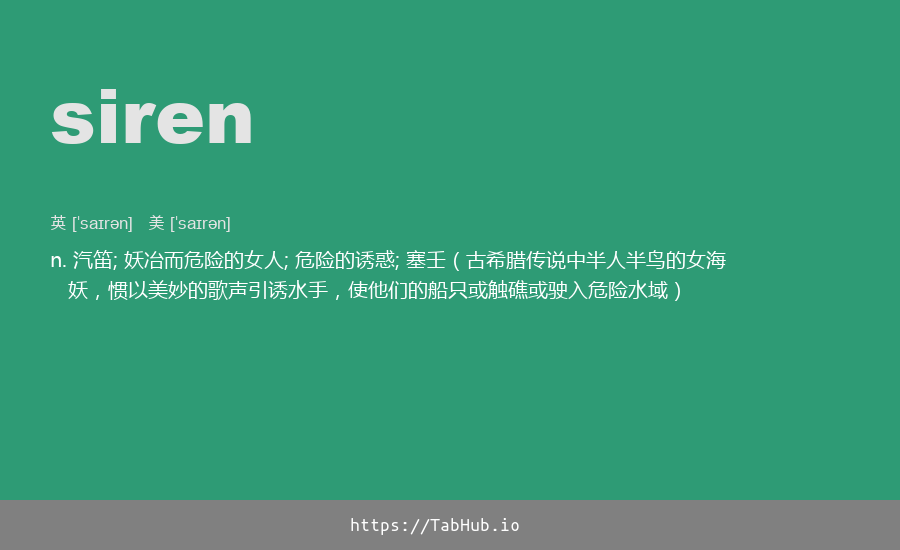 siren
英 [ˈsaɪrən] 美 [ˈsaɪrən]
n. 汽笛; 妖冶而危险的女人; 危险的诱惑; 塞壬（古希腊传说中半人半鸟的女海
妖，惯以美妙的歌声引诱水手，使他们的船只或触礁或驶入危险水域）
https://TabHub.io